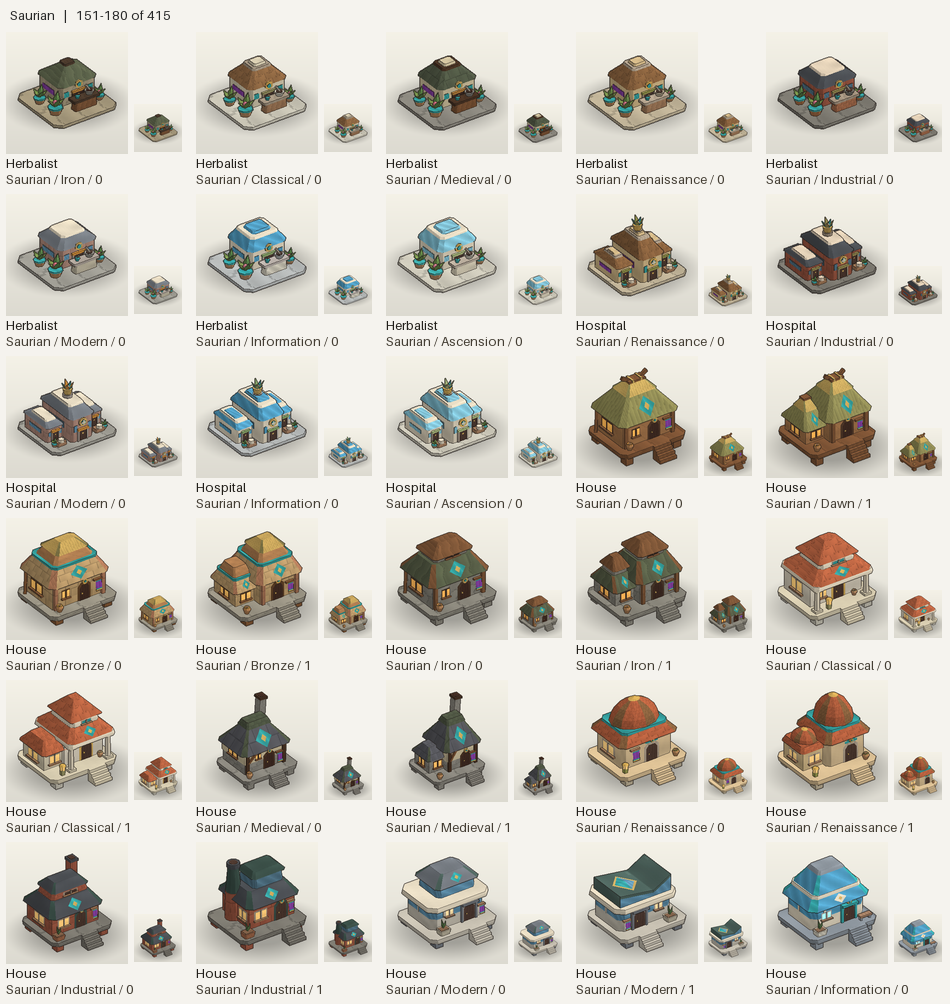 Saurian | 151-180 of 415
Herbalist
Saurian / Iron / 0
Herbalist
Saurian / Classical / 0
Herbalist
Saurian / Medieval / 0
Herbalist
Saurian / Renaissance / 0
Herbalist
Saurian / Industrial / 0
Herbalist
Saurian / Modern / 0
Herbalist
Saurian / Information / 0
Herbalist
Saurian / Ascension / 0
Hospital
Saurian / Renaissance / 0
Hospital
Saurian / Industrial / 0
Hospital
Saurian / Modern / 0
Hospital
Saurian / Information / 0
Hospital
Saurian / Ascension / 0
House
Saurian / Dawn / 0
House
Saurian / Dawn / 1
House
Saurian / Bronze / 0
House
Saurian / Bronze / 1
House
Saurian / Iron / 0
House
Saurian / Iron / 1
House
Saurian / Classical / 0
House
Saurian / Classical / 1
House
Saurian / Medieval / 0
House
Saurian / Medieval / 1
House
Saurian / Renaissance / 0
House
Saurian / Renaissance / 1
House
Saurian / Industrial / 0
House
Saurian / Industrial / 1
House
Saurian / Modern / 0
House
Saurian / Modern / 1
House
Saurian / Information / 0